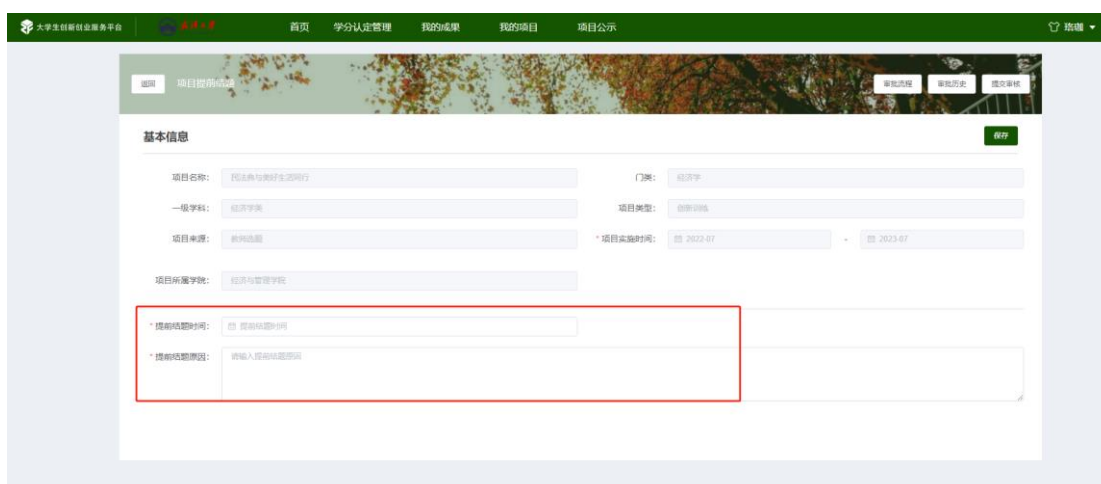 大学生创新创业服务平台
首页 学分认定管理 我的成果 我的项目 项目公示
珞珈
返回 项目提前结题 审批流程 审批历史 提交审核
基本信息 保存
项目名称: 民法典与美好生活同行 门类: 经济学
一级学科: 经济学类 项目类型: 创新训练
项目来源: 教师选题 * 项目实施时间: 2022-07 - 2023-07
项目所属学院: 经济与管理学院
* 提前结题时间: 提前结题时间
* 提前结题原因: 请输入提前结题原因